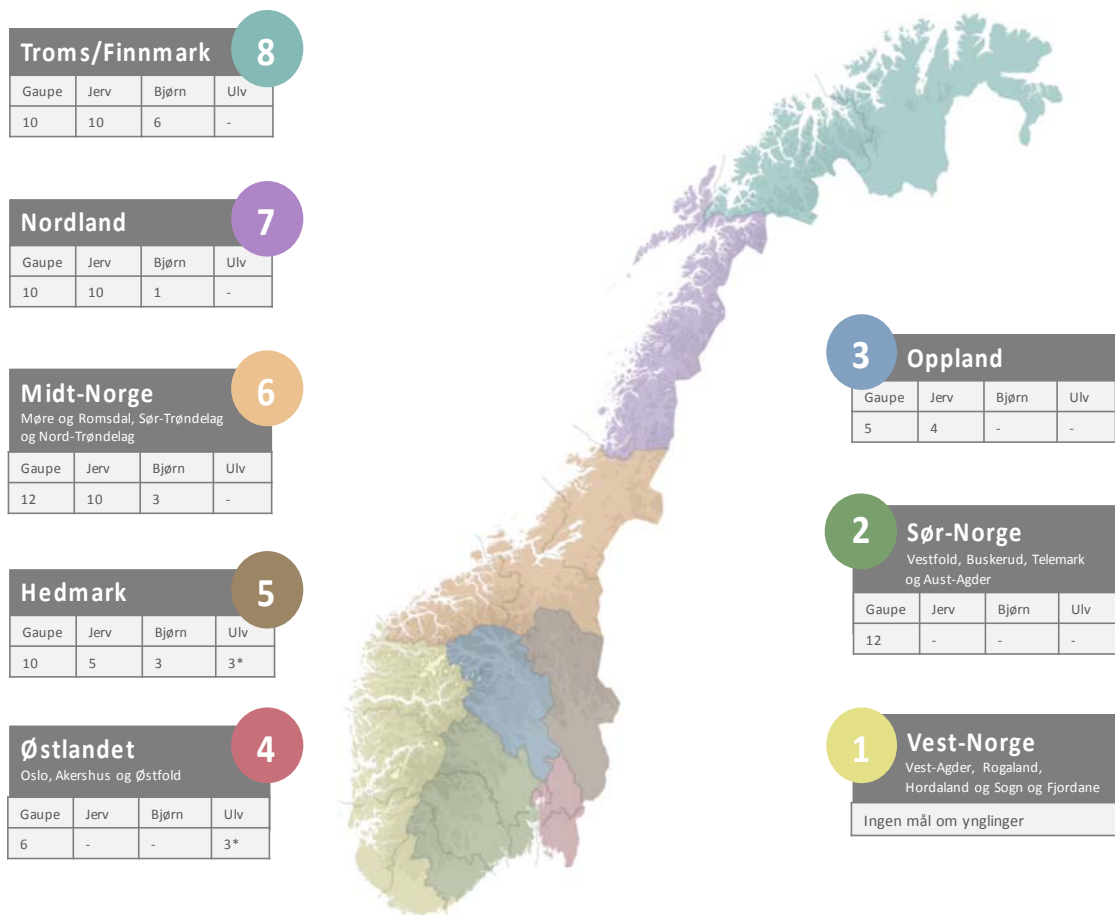 Troms/Finnmark 8
Gaupe Jerv Bjørn Ulv
10 10 6 -
Nordland 7
Gaupe Jerv Bjørn Ulv
10 10 1 -
Midt-Norge 6
Møre og Romsdal, Sør-Trøndelag
og Nord-Trøndelag
Gaupe Jerv Bjørn Ulv
12 10 3 -
Hedmark 5
Gaupe Jerv Bjørn Ulv
10 5 3 3*
Østlandet 4
Oslo, Akershus og Østfold
Gaupe Jerv Bjørn Ulv
6 - - 3*
3 Oppland
Gaupe Jerv Bjørn Ulv
5 4 - -
2 Sør-Norge
Vestfold, Buskerud, Telemark
og Aust-Agder
Gaupe Jerv Bjørn Ulv
12 - - -
1 Vest-Norge
Vest-Agder, Rogaland,
Hordaland og Sogn og Fjordane
Ingen mål om ynglinger